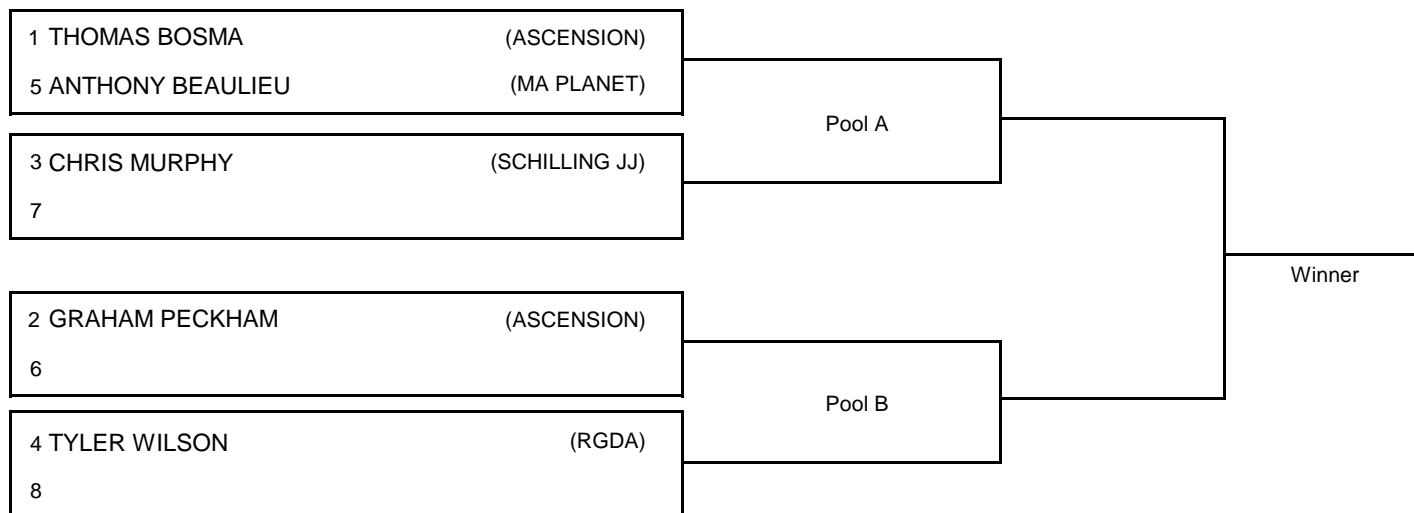 1 THOMAS BOSMA (ASCENSION)
5 ANTHONY BEAULIEU (MA PLANET)
Pool A
3 CHRIS MURPHY (SCHILLING JJ)
7
Winner
2 GRAHAM PECKHAM (ASCENSION)
6
Pool B
4 TYLER WILSON (RGDA)
8